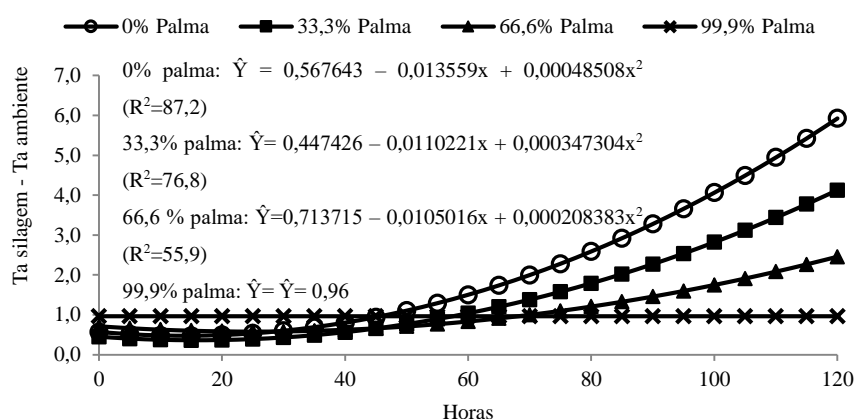 0% Palma 33,3% Palma 66,6% Palma 99,9% Palma
Ta silagem - Ta ambiente
7,0
6,0
5,0
4,0
3,0
2,0
1,0
0,0
0% palma: Ŷ = 0,567643 – 0,013559x + 0,00048508x²
(R²=87,2)
33,3% palma: Ŷ= 0,447426 – 0,0110221x + 0,000347304x²
(R²=76,8)
66,6 % palma: Ŷ=0,713715 – 0,0105016x + 0,000208383x²
(R²=55,9)
99,9% palma: Ŷ= Ŷ= 0,96
0 20 40 60 80 100 120
Horas